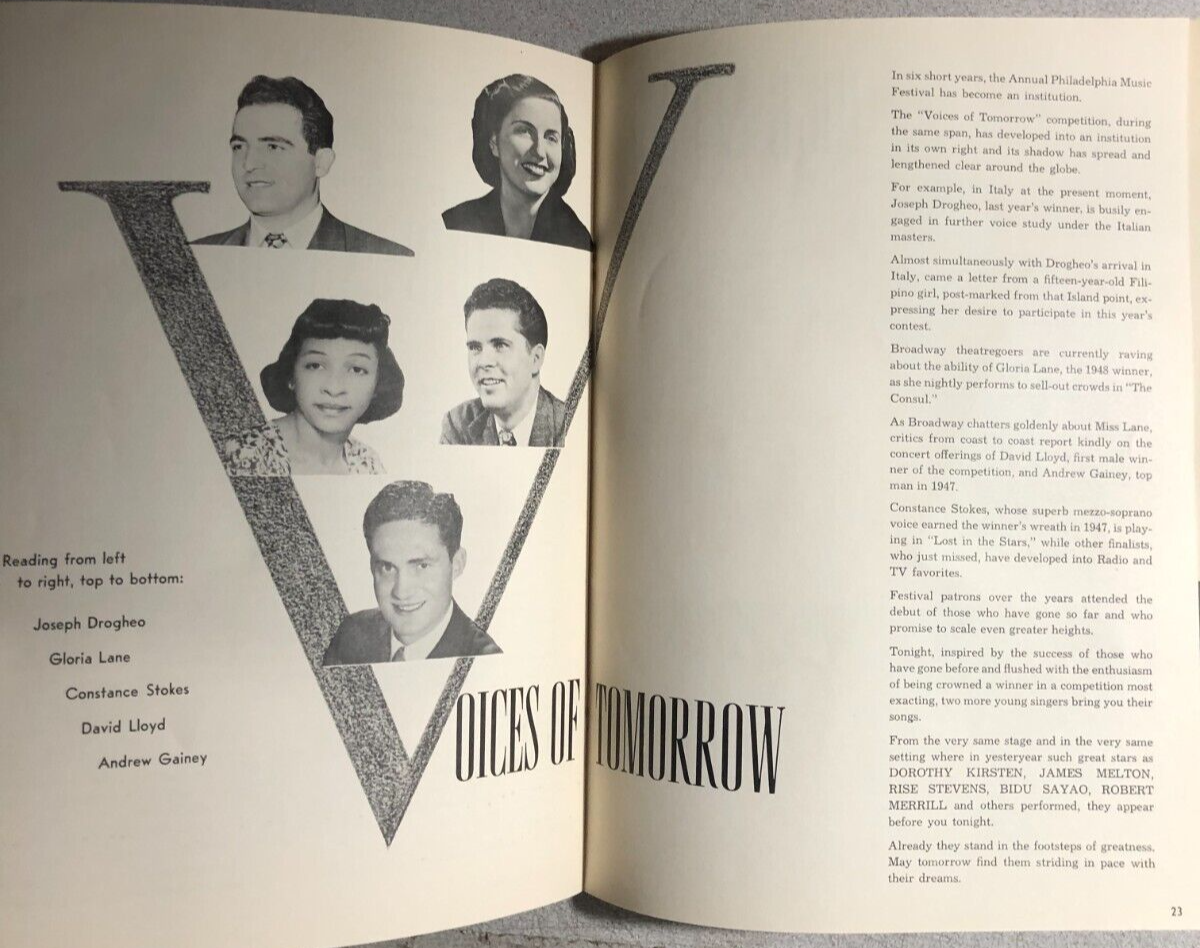 Reading from left
to right, top to bottom:
Joseph Drogheo
Gloria Lane
Constance Stokes
David Lloyd
Andrew Gainey
VOICES OF TOMORROW
In six short years, the Annual Philadelphia Music
Festival has become an institution.
The "Voices of Tomorrow" competition, during
the same span, has developed into an institution
in its own right and its shadow has spread and
lengthened clear around the globe.
For example, in Italy at the present moment,
Joseph Drogheo, last year's winner, is busily en-
gaged in further voice study under the Italian
masters.
Almost simultaneously with Drogheo's arrival in
Italy, came a letter from a fifteen-year-old Fili-
pino girl, post-marked from that Island point, ex-
pressing her desire to participate in this year's
contest.
Broadway theatregoers are currently raving
about the ability of Gloria Lane, the 1948 winner,
as she nightly performs to sell-out crowds in "The
Consul."
As Broadway chatters goldenly about Miss Lane,
critics from coast to coast report kindly on the
concert offerings of David Lloyd, first male win-
ner of the competition, and Andrew Gainey, top
man in 1947.
Constance Stokes, whose superb mezzo-soprano
voice earned the winner's wreath in 1947, is play-
ing in "Lost in the Stars," while other finalists,
who just missed, have developed into Radio and
TV favorites.
Festival patrons over the years attended the
debut of those who have gone so far and who
promise to scale even greater heights.
Tonight, inspired by the success of those who
have gone before and flushed with the enthusiasm
of being crowned a winner in a competition most
exacting, two more young singers bring you their
songs.
From the very same stage and in the very same
setting where in yesteryear such great stars as
DOROTHY KIRSTEN, JAMES MELTON,
RISE STEVENS, BIDU SAYAO, ROBERT
MERRILL and others performed, they appear
before you tonight.
Already they stand in the footsteps of greatness.
May tomorrow find them striding in pace with
their dreams.
23